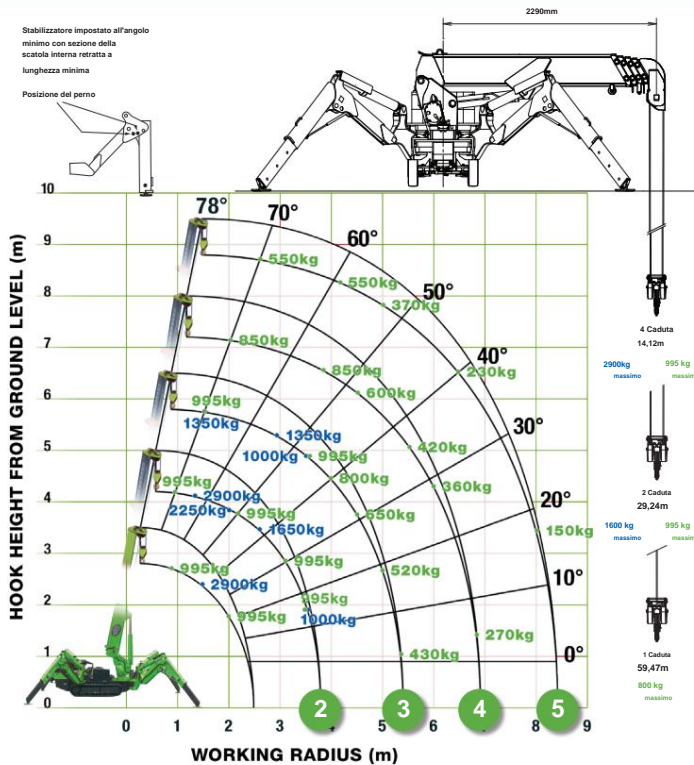 2290mm
Stabilizzatore impostato all'angolo
minimo con sezione della
scatola interna retratta a
lunghezza minima
Posizione del perno
HOOK HEIGHT FROM GROUND LEVEL (m)
10
9
8
7
6
5
4
3
2
1
0
78°
70°
60°
50°
40°
30°
20°
10°
0°
550kg
550kg
370kg
230kg
850kg
850kg
600kg
420kg
360kg
150kg
995kg
1350kg
1350kg
1000kg
995kg
800kg
650kg
520kg
270kg
430kg
995kg
2900kg
2250kg
995kg
1650kg
995kg
995kg
1000kg
995kg
2900kg
995kg
2
3
4
5
0 1 2 3 4 5 6 7 8 9
WORKING RADIUS (m)
4 Caduta
14,12m
2900kg 995 kg
massimo massim
2 Caduta
29,24m
1600 kg 995 kg
massimo massim
1 Caduta
59,47m
800 kg
massimo